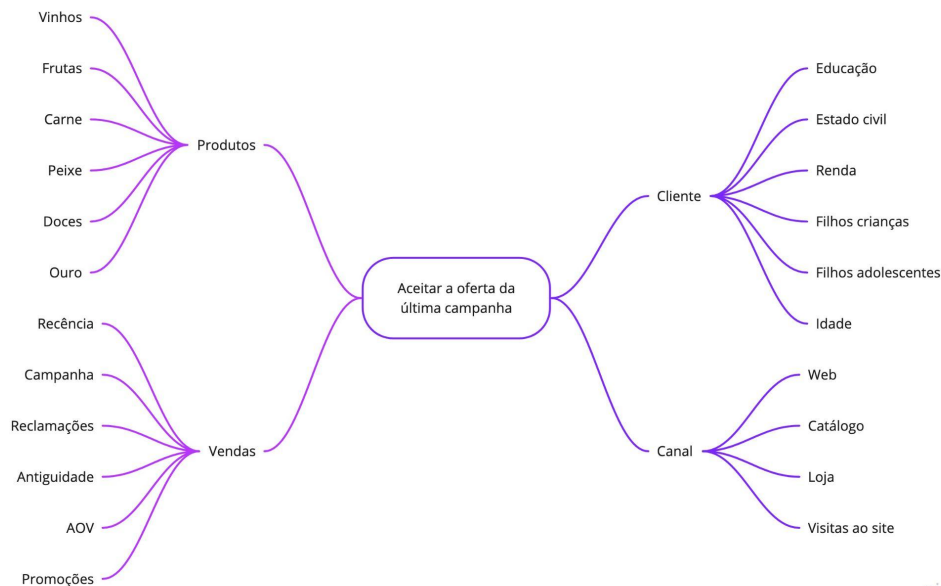 Vinhos
Frutas
Carne
Peixe
Doces
Ouro
Produtos
Recência
Campanha
Reclamações
Antiguidade
AOV
Promoções
Vendas
Aceitar a oferta da
última campanha
Cliente
Educação
Estado civil
Renda
Filhos crianças
Filhos adolescentes
Idade
Canal
Web
Catálogo
Loja
Visitas ao site